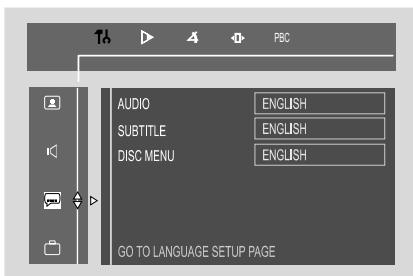 PBC
AUDIO ENGLISH
SUBTITLE ENGLISH
DISC MENU ENGLISH
GO TO LANGUAGE SETUP PAGE